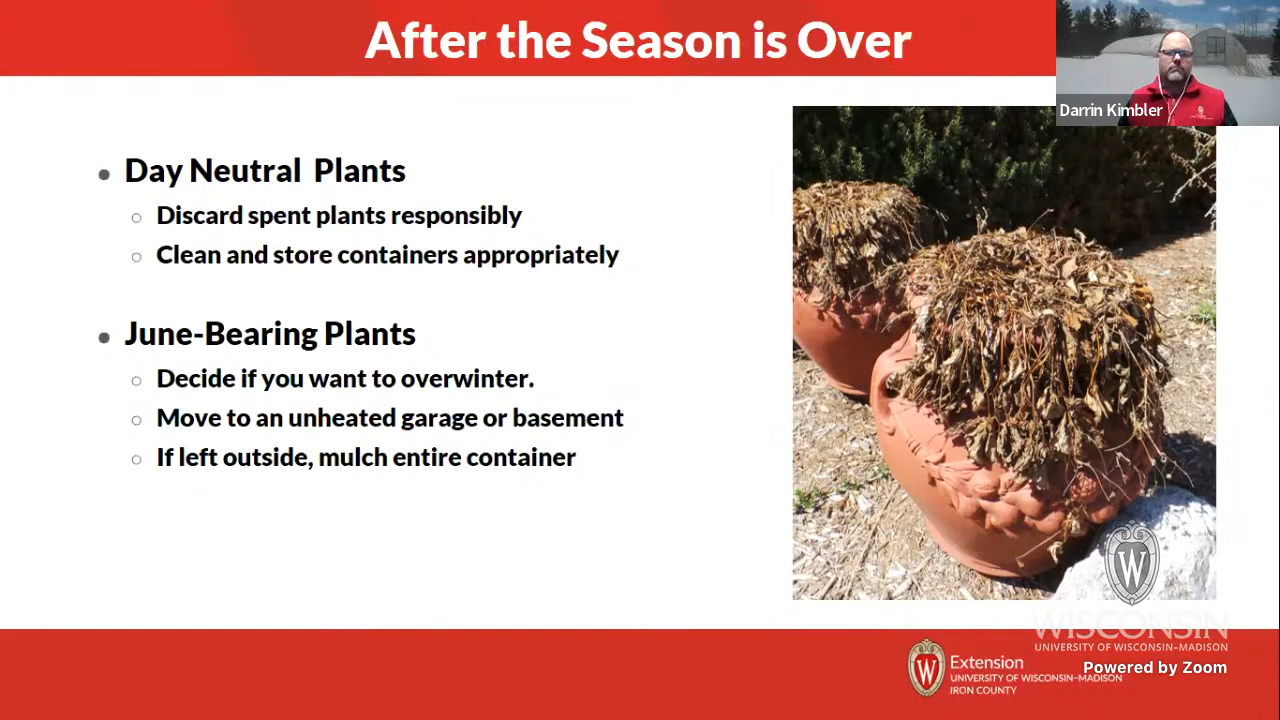 After the Season is Over
Darrin Kimbler
Day Neutral Plants
Discard spent plants responsibly
Clean and store containers appropriately
June-Bearing Plants
Decide if you want to overwinter.
Move to an unheated garage or basement
If left outside, mulch entire container
W
WISCONSIN
UNIVERSITY OF WISCONSIN–MADISON
Powered by Zoom
W
Extension
UNIVERSITY OF WISCONSIN–MADISON
IRON COUNTY